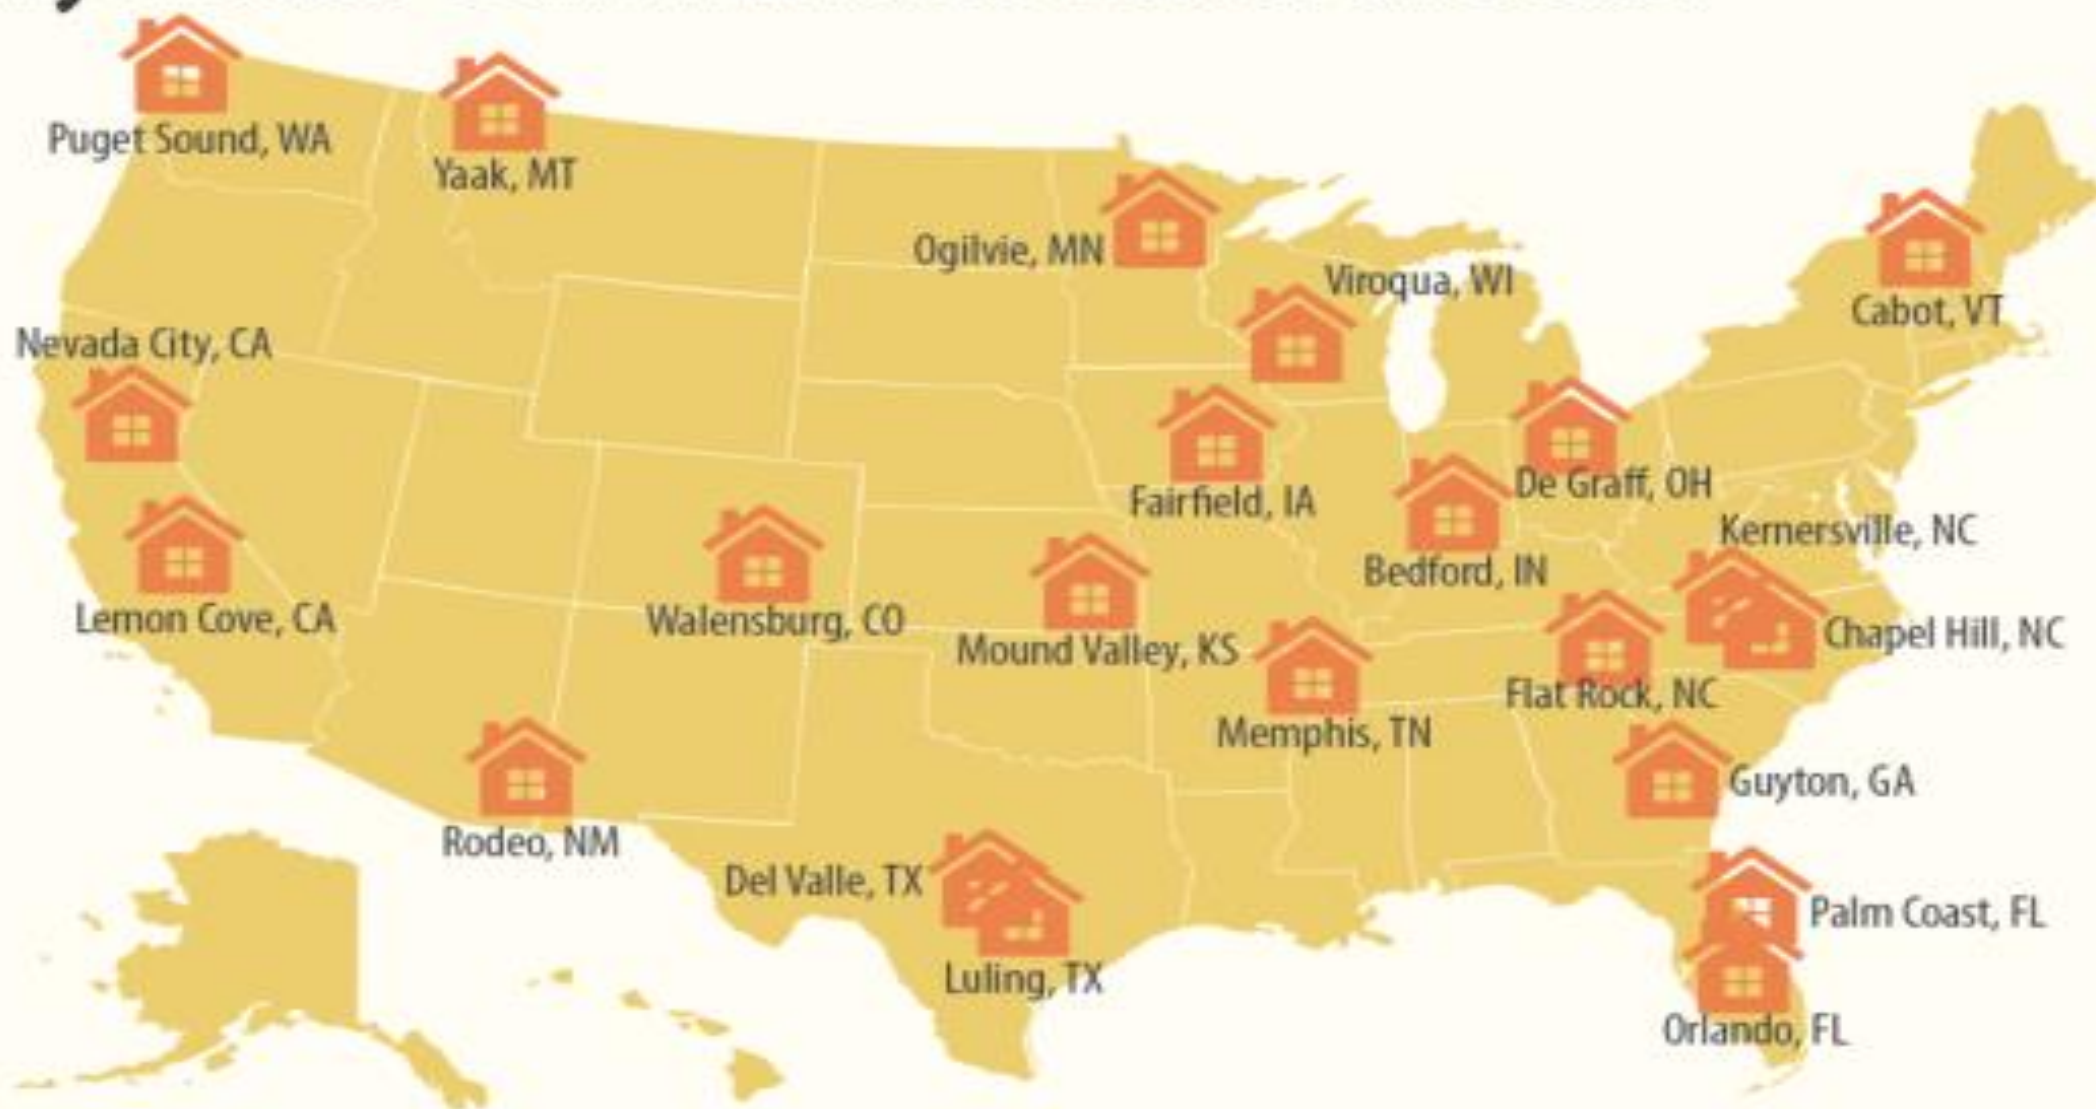 Puget Sound, WA
Yaak, MT
Ogilvie, MN
Viroqua, WI
Cabot, VT
Nevada City, CA
Fairfield, IA
De Graff, OH
Kernersville, NC
Bedford, IN
Lemon Cove, CA
Walensburg, CO
Mound Valley, KS
Chapel Hill, NC
Flat Rock, NC
Memphis, TN
Guyton, GA
Rodeo, NM
Del Valle, TX
Palm Coast, FL
Luling, TX
Orlando, FL